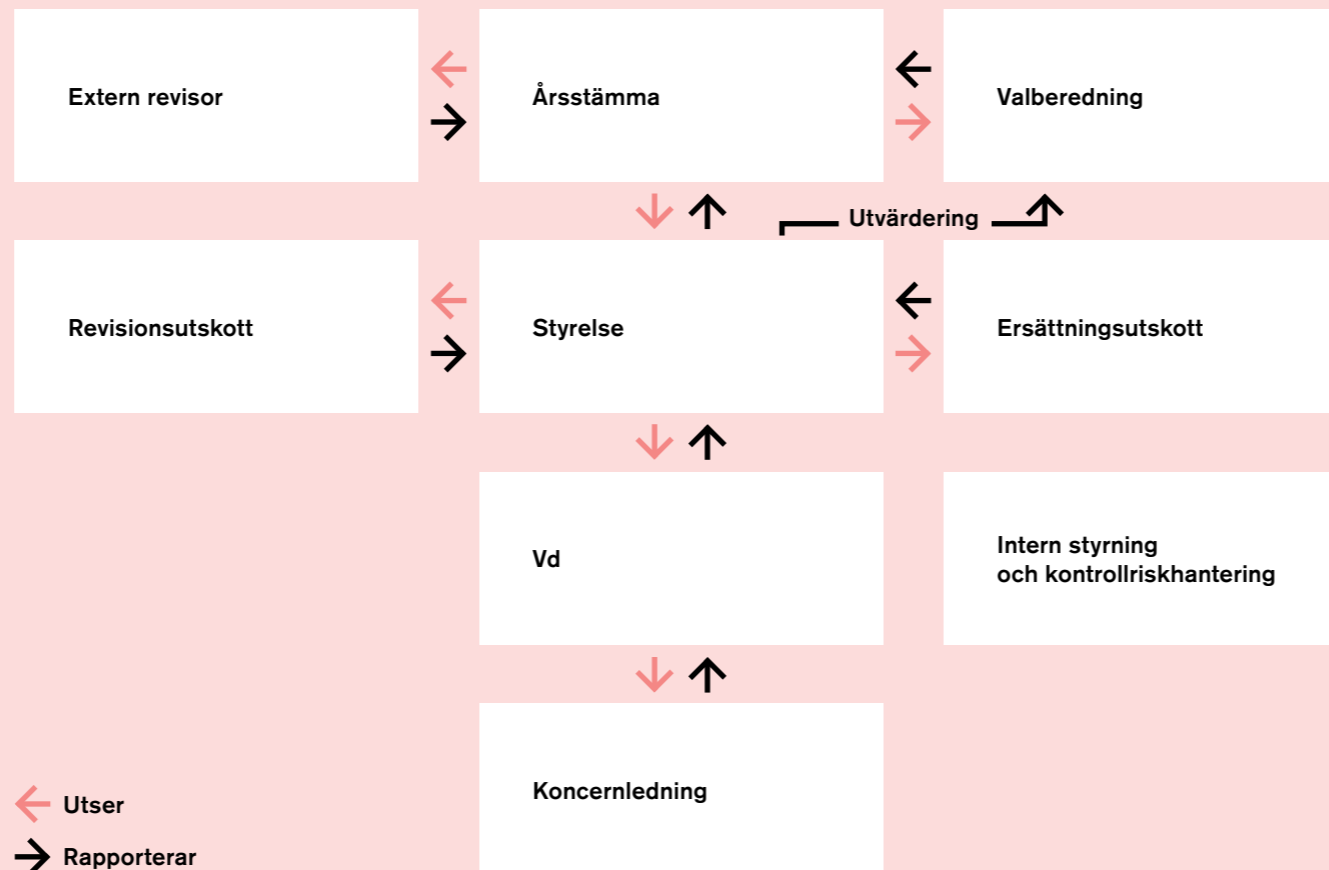 Extern revisor
Årsstämma
Valberedning
Utvärdering
Revisionsutskott
Styrelse
Ersättningsutskott
Vd
Intern styrning
och kontrollriskhantering
Koncernledning
Utser
Rapporterar